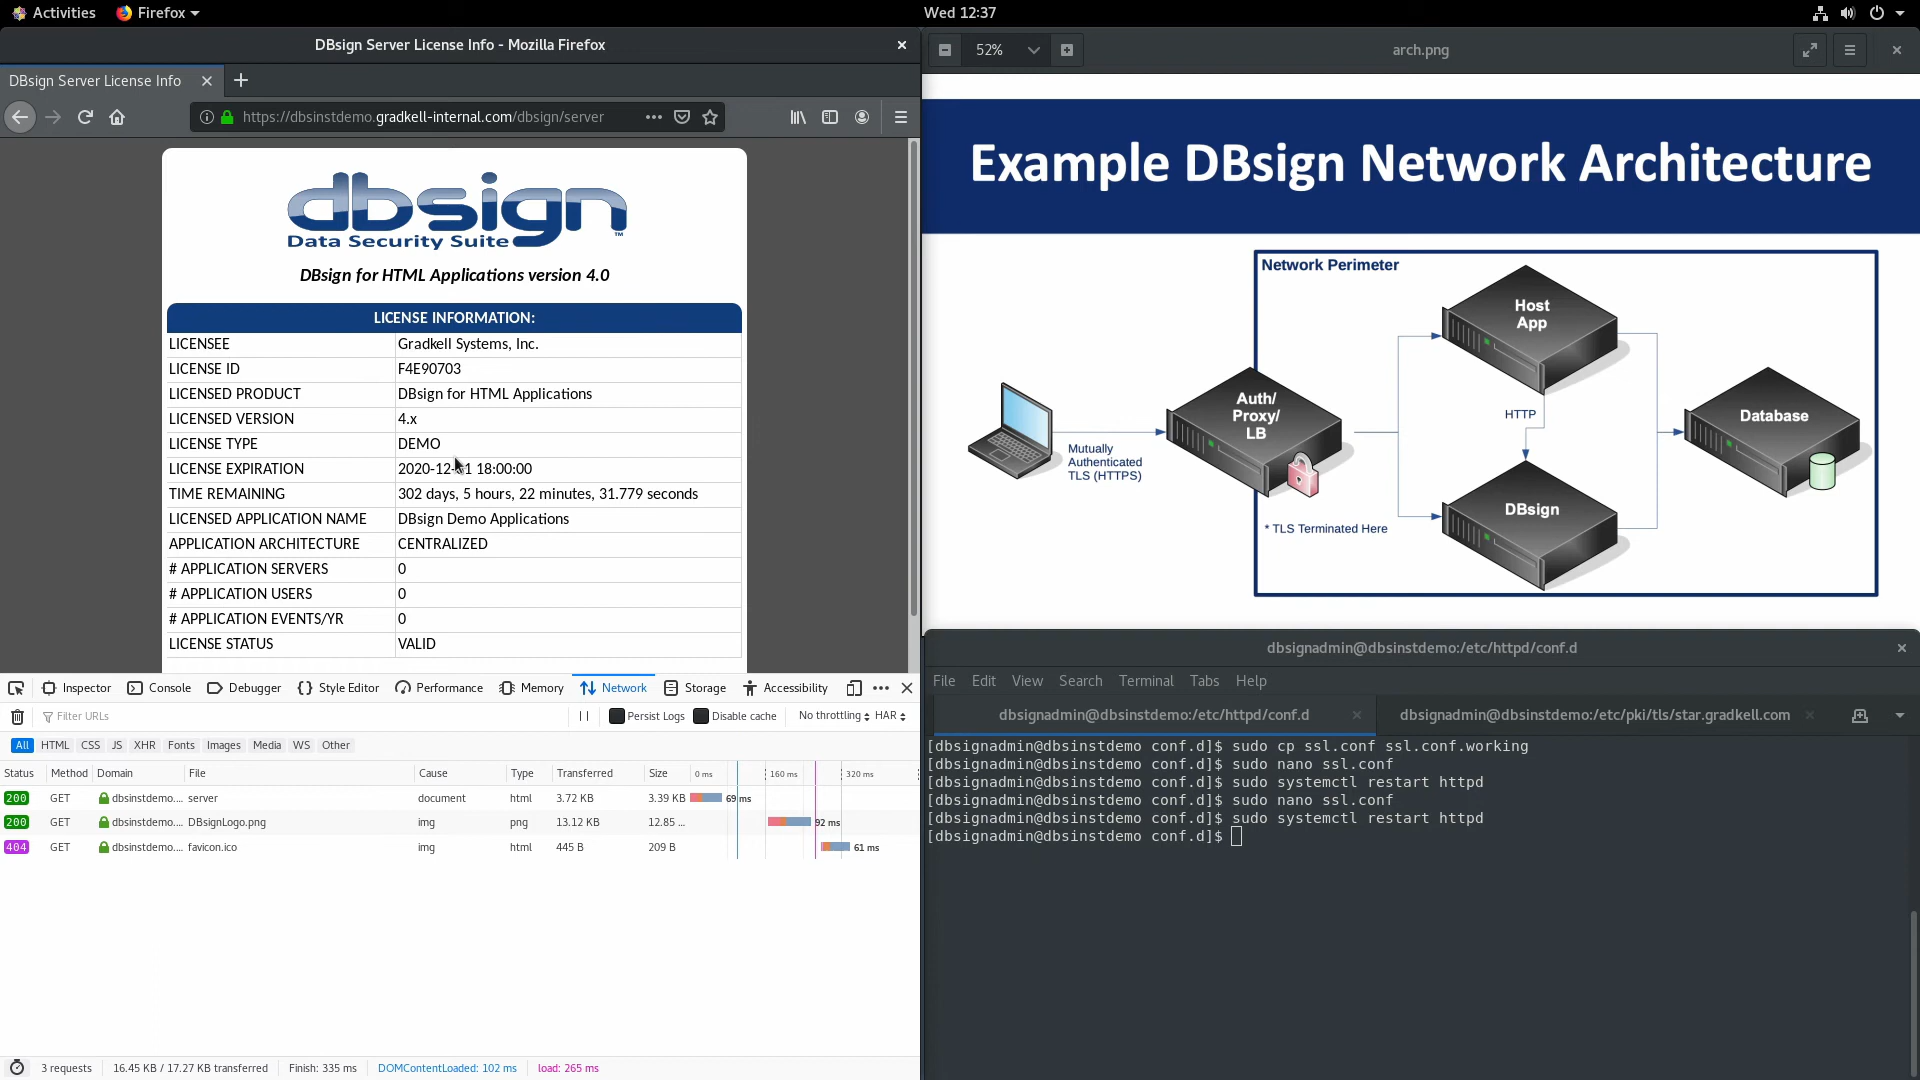 Activities
Firefox
Wed 12:37
DBsign Server License Info - Mozilla Firefox
DBsign Server License Info
https://dbsinstdemo.gradkell-internal.com/dbsign/server
dbsign
Data Security Suite™
DBsign for HTML Applications version 4.0
LICENSE INFORMATION:
LICENSEE Gradkell Systems, Inc.
LICENSE ID F4E90703
LICENSED PRODUCT DBsign for HTML Applications
LICENSED VERSION 4.x
LICENSE TYPE DEMO
LICENSE EXPIRATION 18:00:00
TIME REMAINING 302 days, 5 hours, 22 minutes, 31.779 seconds
LICENSED APPLICATION NAME DBsign Demo Applications
APPLICATION ARCHITECTURE CENTRALIZED
# APPLICATION SERVERS 0
# APPLICATION USERS 0
# APPLICATION EVENTS/YR 0
LICENSE STATUS VALID
Inspector Console Debugger Style Editor Performance Memory Network Storage Accessibility
Filter URLs Persist Logs Disable cache No throttling HAR
All HTML CSS JS XHR Fonts Images Media WS Other
Status Method Domain File Cause Type Transferred Size 0 ms 160 ms 320 ms
200 GET dbsinstdemo.... server document html 3.72 KB 3.39 KB 69 ms
200 GET dbsinstdemo.... DBsignLogo.png img png 13.12 KB 12.85 ... 92 ms
404 GET dbsinstdemo.... favicon.ico img html 445 B 209 B 61 ms
3 requests 16.45 KB / 17.27 KB transferred Finish: 335 ms DOMContentLoaded: 102 ms load: 265 ms
52%
arch.png
Example DBsign Network Architecture
Network Perimeter
Host
App
Auth/
Proxy/
LB
HTTP
Database
Mutually
Authenticated
TLS (HTTPS)
DBsign
* TLS Terminated Here
dbsignadmin@dbsinstdemo:/etc/httpd/conf.d
File Edit View Search Terminal Tabs Help
dbsignadmin@dbsinstdemo:/etc/httpd/conf.d
dbsignadmin@dbsinstdemo:/etc/pki/tls/star.gradkell.com
[dbsignadmin@dbsinstdemo conf.d]$ sudo cp ssl.conf ssl.conf.working
[dbsignadmin@dbsinstdemo conf.d]$ sudo nano ssl.conf
[dbsignadmin@dbsinstdemo conf.d]$ sudo systemctl restart httpd
[dbsignadmin@dbsinstdemo conf.d]$ sudo nano ssl.conf
[dbsignadmin@dbsinstdemo conf.d]$ sudo systemctl restart httpd
[dbsignadmin@dbsinstdemo conf.d]$